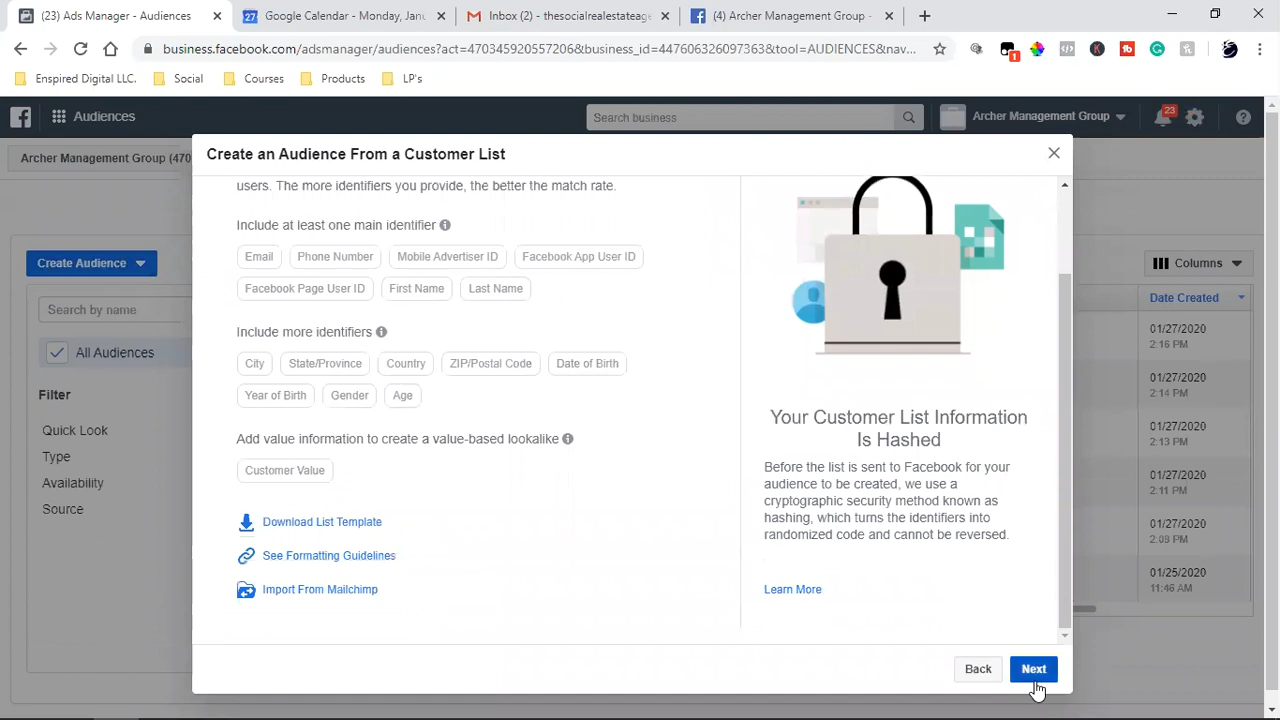 (23) Ads Manager - Audiences
Google Calendar - Monday, Janu
Inbox (2) - thesocialrealestateag
(4) Archer Management Group -
business.facebook.com/adsmanager/audiences?act=470345920557206&business_id=447606326097363&tool=AUDIENCES&nav...
Enspired Digital LLC.
Social
Courses
Products
LP's
Audiences
Search business
Archer Management Group
23
Archer Management Group (470
Create an Audience From a Customer List
users. The more identifiers you provide, the better the match rate.
Include at least one main identifier
Email
Phone Number
Mobile Advertiser ID
Facebook App User ID
Facebook Page User ID
First Name
Last Name
Include more identifiers
City
State/Province
Country
ZIP/Postal Code
Date of Birth
Year of Birth
Gender
Age
Add value information to create a value-based lookalike
Customer Value
Download List Template
See Formatting Guidelines
Import From Mailchimp
Your Customer List Information
Is Hashed
Before the list is sent to Facebook for your
audience to be created, we use a
cryptographic security method known as
hashing, which turns the identifiers into
randomized code and cannot be reversed.
Learn More
Back
Next
Create Audience
Search by name
All Audiences
Filter
Quick Look
Type
Availability
Source
Columns
Date Created
01/27/2020
2:16 PM
01/27/2020
2:14 PM
01/27/2020
2:13 PM
01/27/2020
2:11 PM
01/27/2020
2:09 PM
01/25/2020
11:46 AM